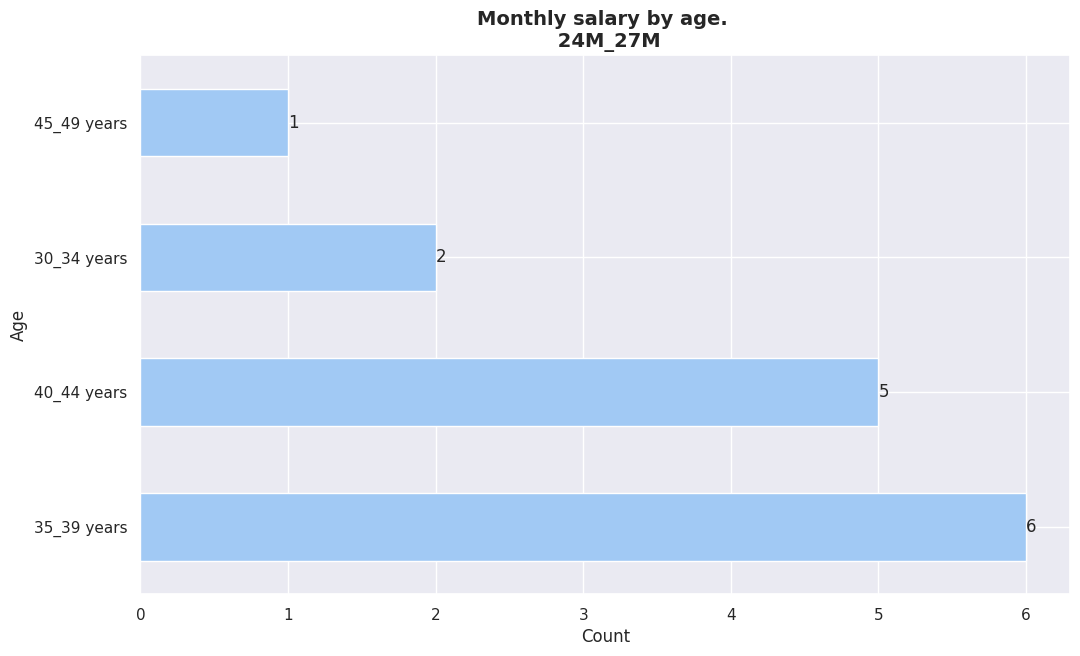 Monthly salary by age.
24M_27M
45_49 years
1
30_34 years
2
Age
40_44 years
5
35_39 years
6
0 1 2 3 4 5 6
Count